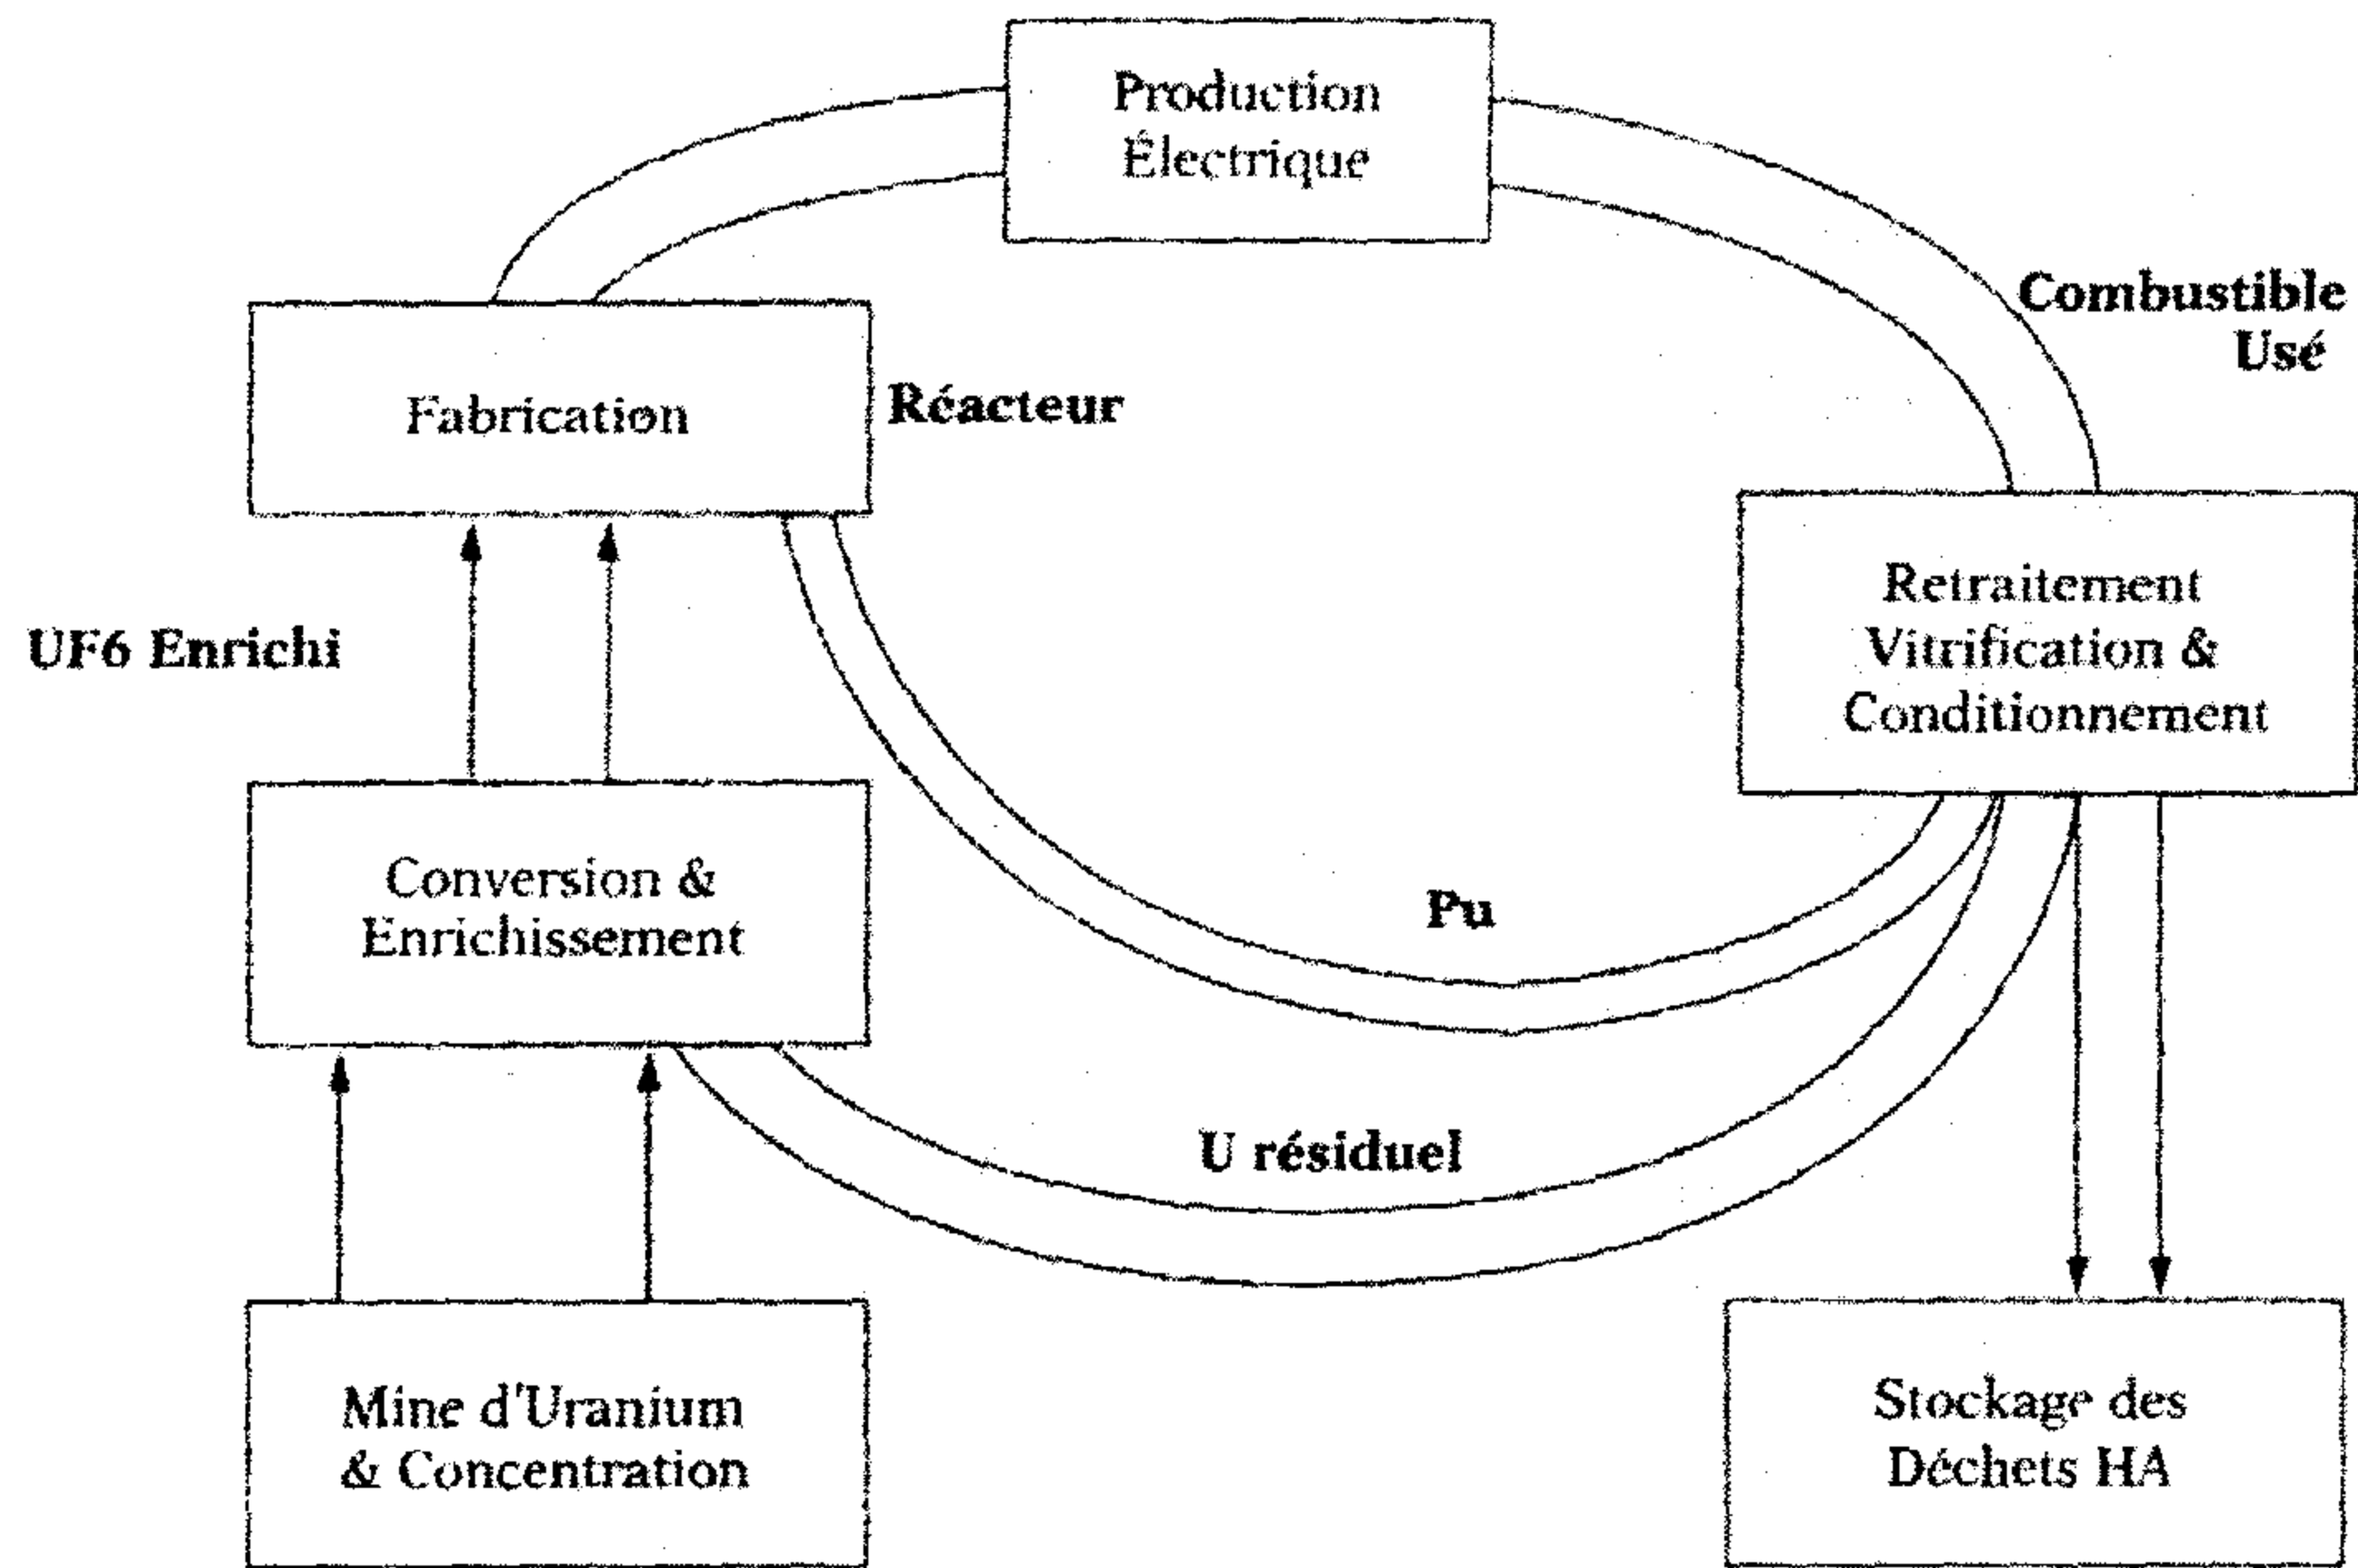 Production
Électrique
Combustible
Usé
Fabrication
Réacteur
Retraitement
Vitrification &
Conditionnement
UF6 Enrichi
Conversion &
Enrichissement
Pu
U résiduel
Mine d'Uranium
& Concentration
Stockage des
Déchets HA